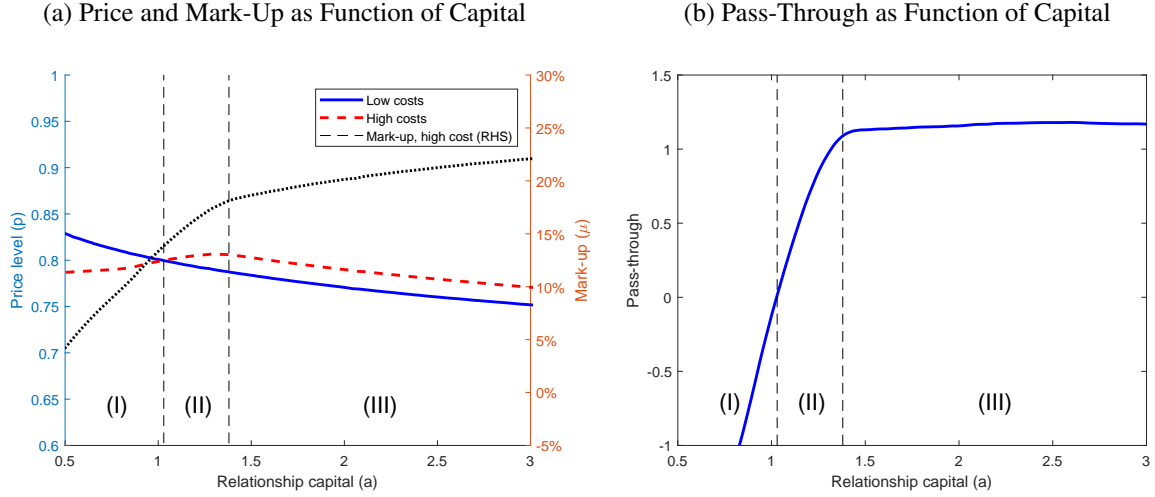 (a) Price and Mark-Up as Function of Capital
1
0.95
0.9
0.85
0.8
0.75
0.7
0.65
0.6
Price level (p)
30%
25%
20%
15%
10%
5%
0%
-5%
Mark-up (μ)
Low costs
High costs
Mark-up, high cost (RHS)
(I)
(II)
(III)
0.5
1
1.5
2
2.5
3
Relationship capital (a)
(b) Pass-Through as Function of Capital
1.5
1
0.5
0
-0.5
-1
Pass-through
(I)
(II)
(III)
0.5
1
1.5
2
2.5
3
Relationship capital (a)